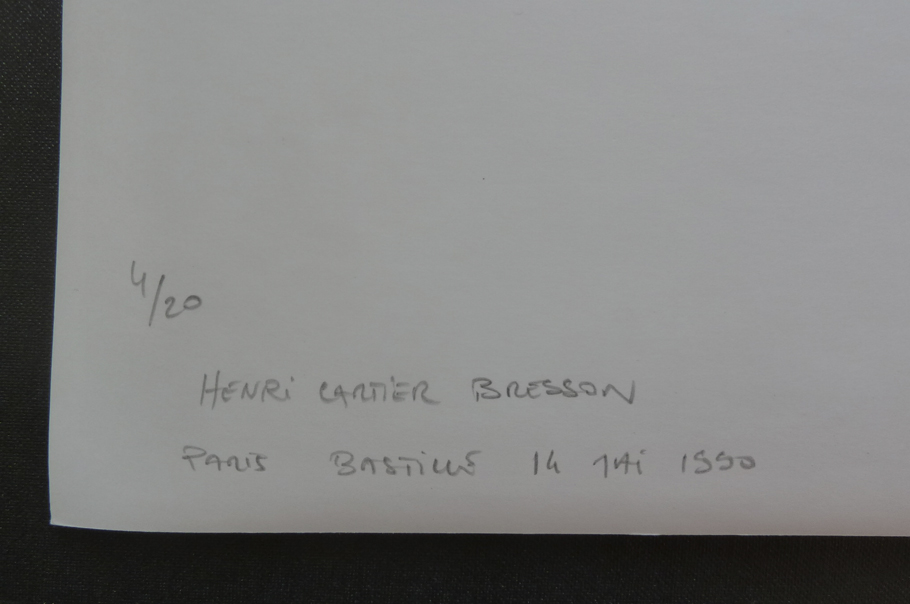 4/20
HENRi CARTiER BRESSON
PARIS BASTiLLE 14 MAi 1990